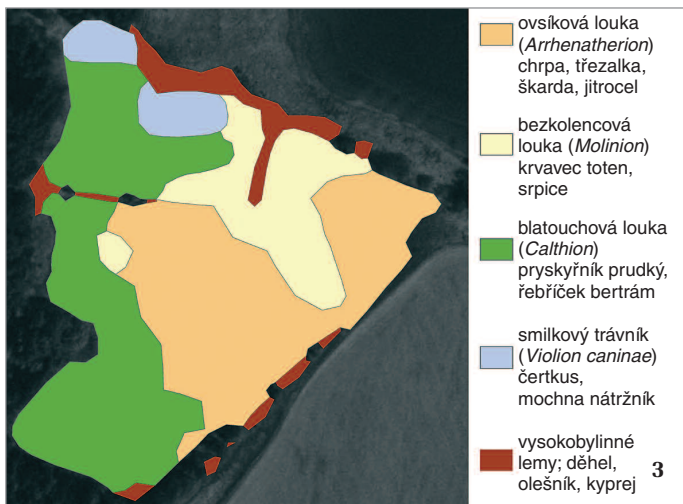 ovsíková louka
(Arrhenatherion)
chrpa, třezalka,
škarda, jitrocel
bezkolencová
louka (Molinion)
krvavec toten,
srpice
blatouchová louka
(Calthion)
pryskyřník prudký,
řebříček bertrám
smilkový trávník
(Violion caninae)
čertkus,
mochna nátržník
vysokobylinné
lemy; děhel,
olešník, kyprej
3